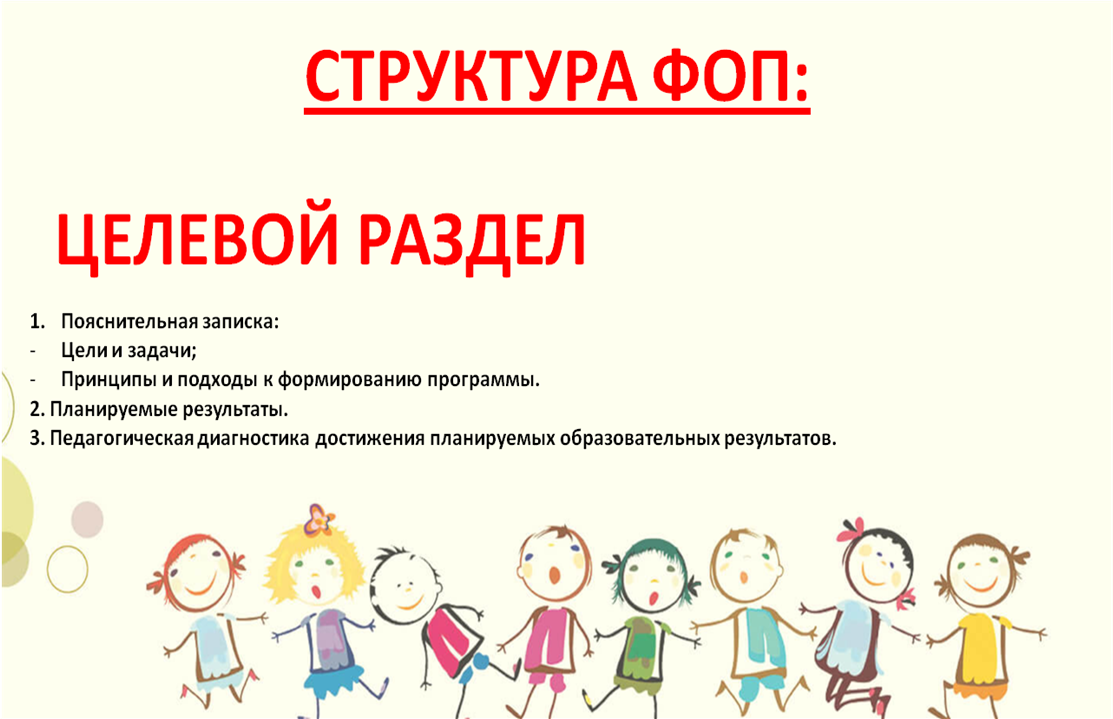 СТРУКТУРА ФОП:
ЦЕЛЕВОЙ РАЗДЕЛ
1. Пояснительная записка:
- Цели и задачи;
- Принципы и подходы к формированию программы.
2. Планируемые результаты.
3. Педагогическая диагностика достижения планируемых образовательных результатов.